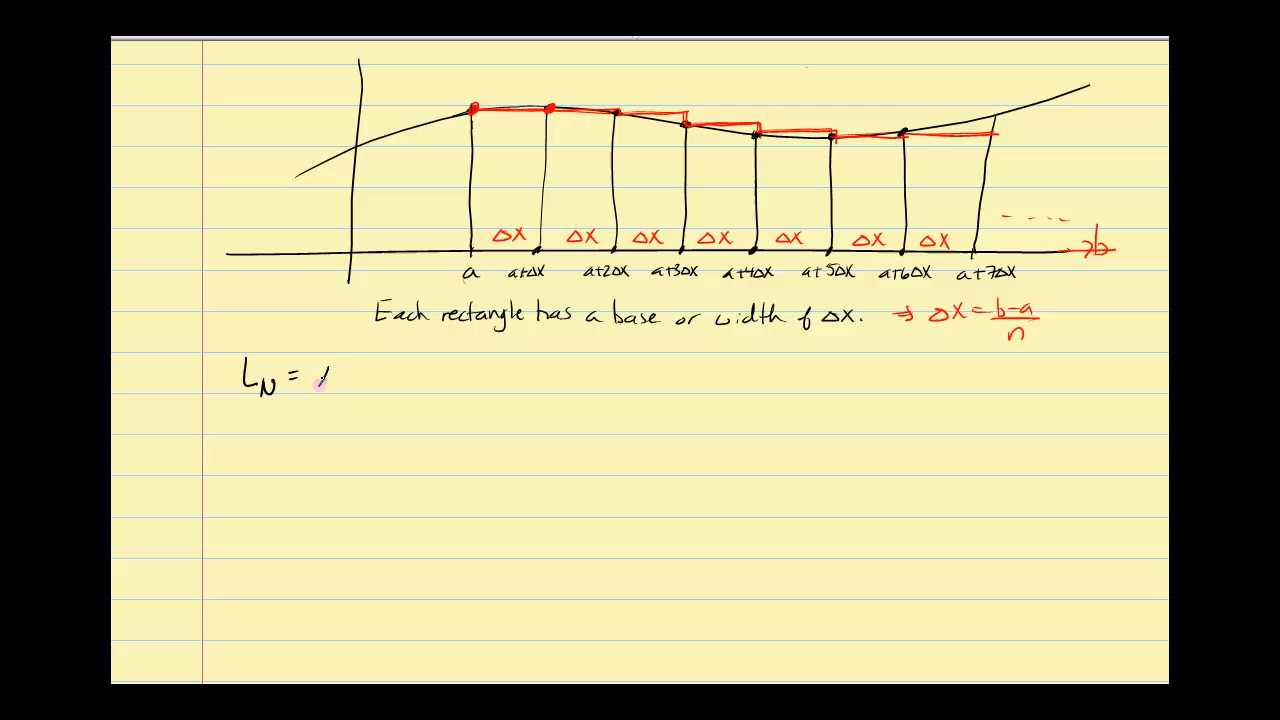 ΔX ΔX ΔX ΔX ΔX ΔX ΔX b
a a+ΔX a+2ΔX a+3ΔX a+4ΔX a+5ΔX a+6ΔX a+7ΔX
Each rectangle has a base or width of ΔX. ⇒ ΔX = b-a/n
L_N =